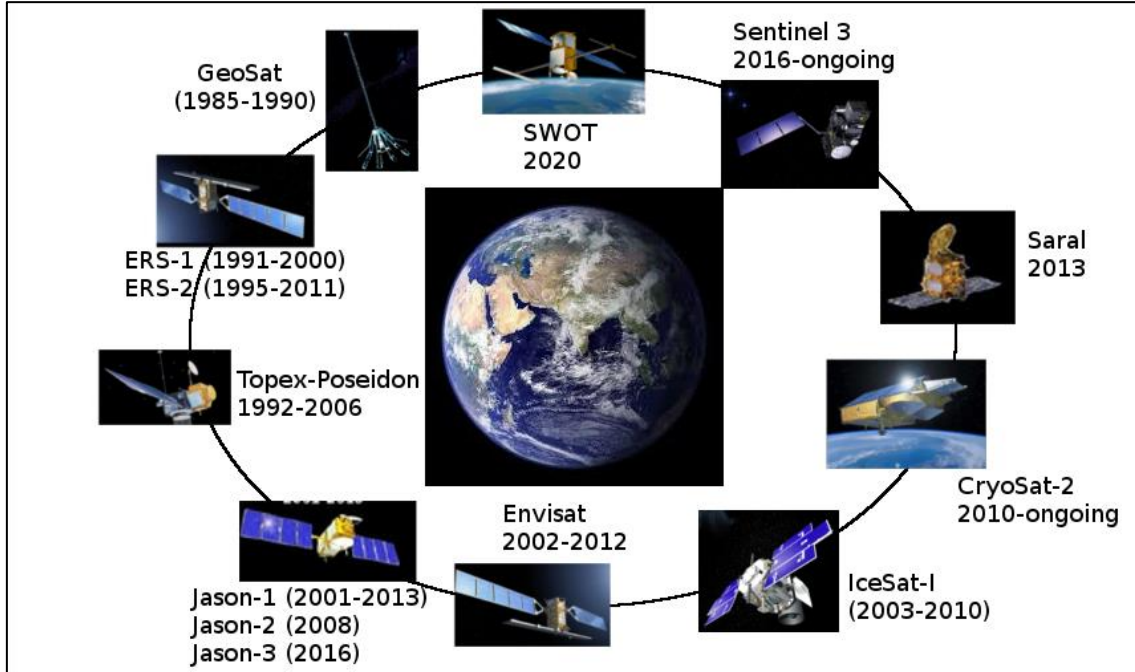 GeoSat
(1985-1990)
SWOT
2020
Sentinel 3
2016-ongoing
Saral
2013
CryoSat-2
2010-ongoing
IceSat-I
(2003-2010)
Envisat
2002-2012
Jason-1 (2001-2013)
Jason-2 (2008)
Jason-3 (2016)
Topex-Poseidon
1992-2006
ERS-1 (1991-2000)
ERS-2 (1995-2011)